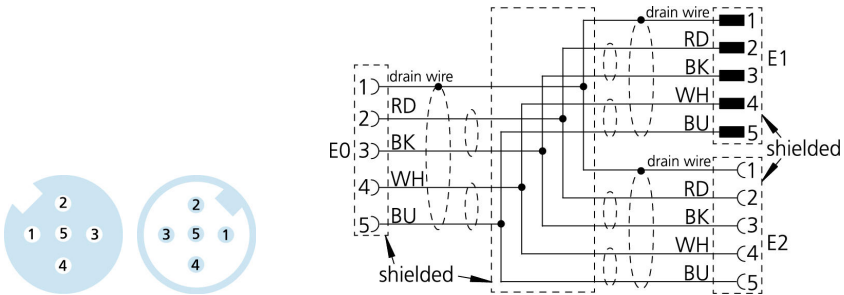 2
1 5 3
4
2
3 5 1
4
E0
1 drain wire
2 RD
3 BK
4 WH
5 BU
shielded
drain wire 1
RD 2
BK 3
WH 4
BU 5
E1
shielded
drain wire 1
RD 2
BK 3
WH 4
BU 5
E2